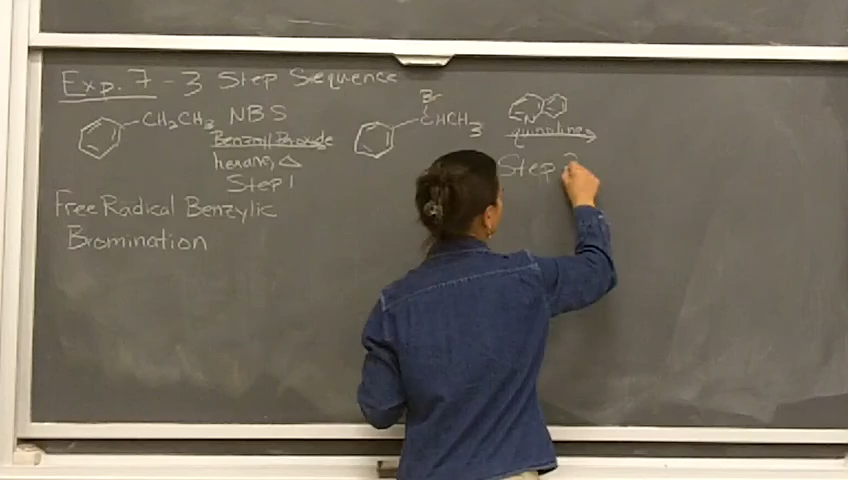 Exp. 7 - 3 Step Sequence
CH2CH3 NBS
Benzoyl Peroxide
hexane, △
Step 1
Br
CHCH3
N
quinoline
Step 2
Free Radical Benzylic
Bromination